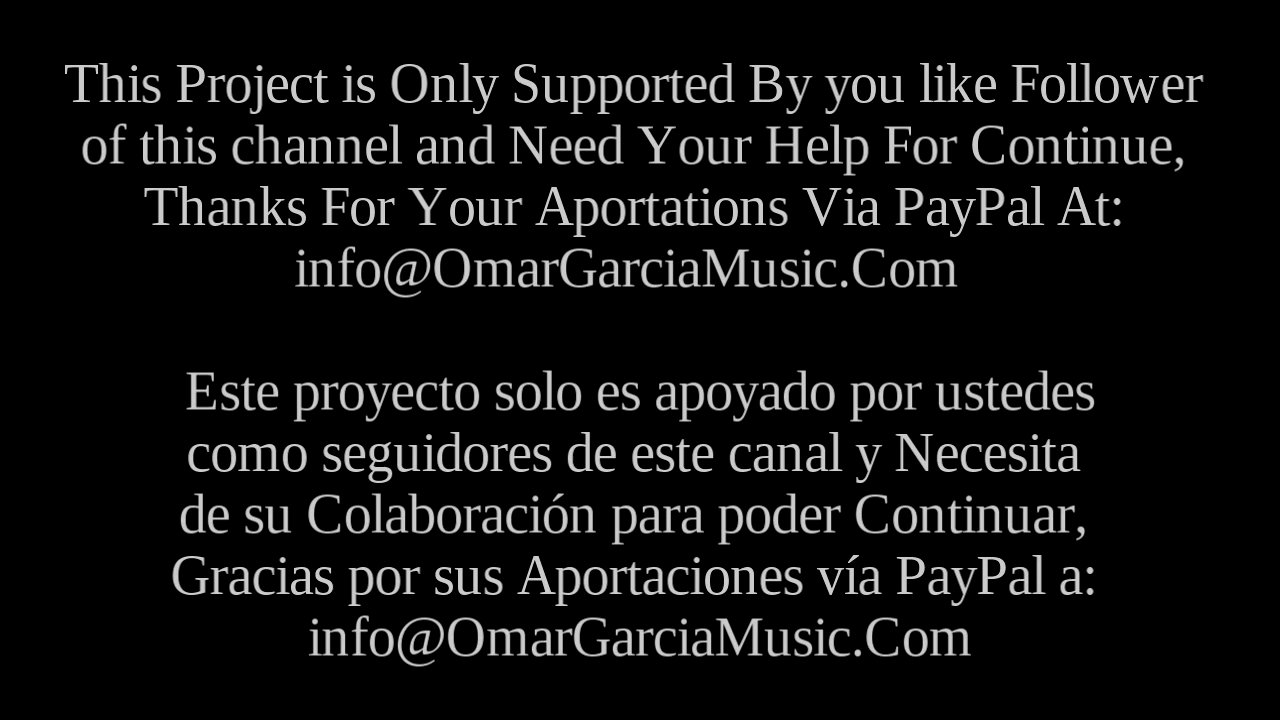 This Project is Only Supported By you like Follower
of this channel and Need Your Help For Continue,
Thanks For Your Aportations Via PayPal At:
info@OmarGarciaMusic.Com
Este proyecto solo es apoyado por ustedes
como seguidores de este canal y Necesita
de su Colaboración para poder Continuar,
Gracias por sus Aportaciones vía PayPal a:
info@OmarGarciaMusic.Com